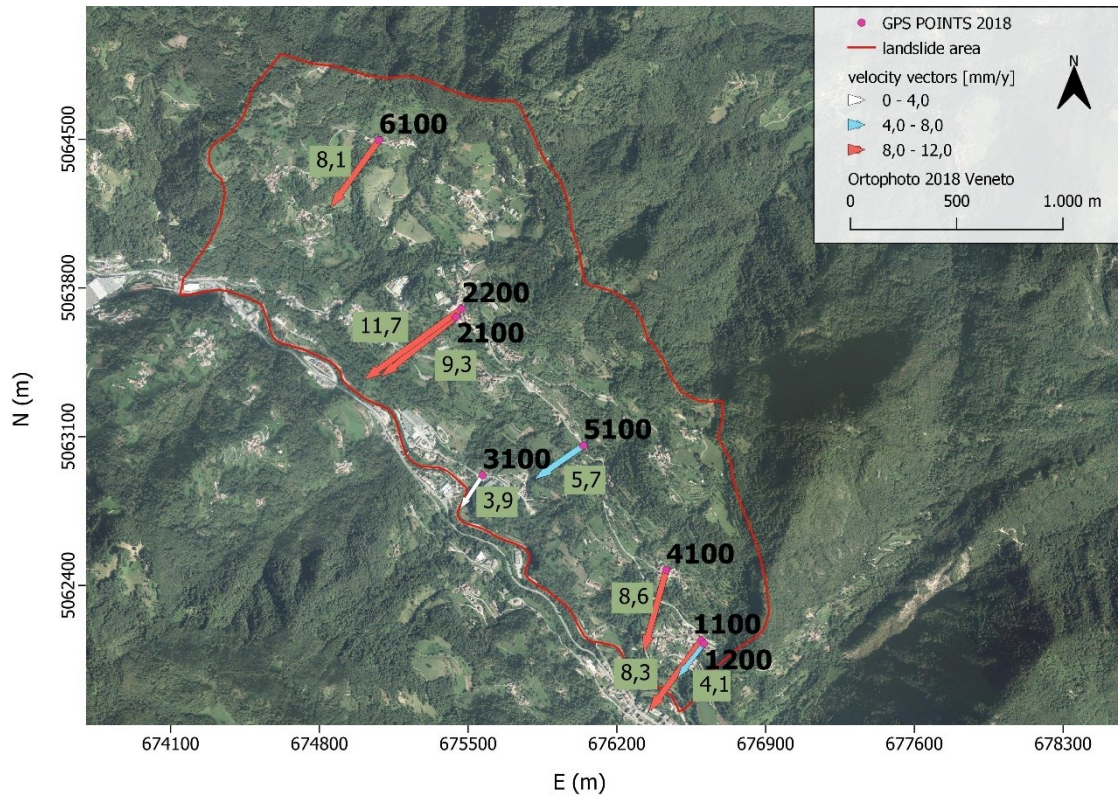 GPS POINTS 2018
landslide area
velocity vectors [mm/y]
0 - 4,0
4,0 - 8,0
8,0 - 12,0
Ortophoto 2018 Veneto
0 500 1.000 m
N
6100
8,1
2200
11,7
2100
9,3
5100
5,7
3100
3,9
4100
8,6
1100
8,3
1200
4,1
5064500
5063800
5063100
5062400
N (m)
674100 674800 675500 676200 676900 677600 678300
E (m)